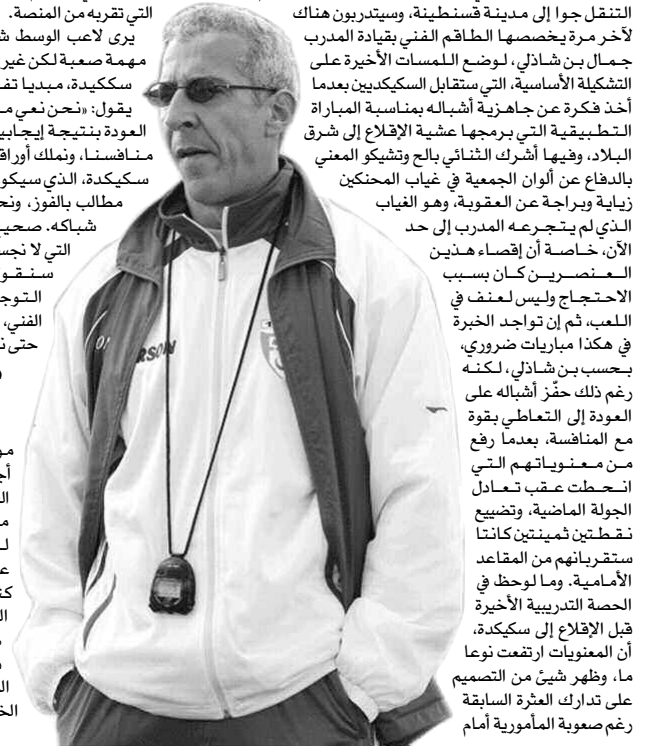 التنقل جوا إلى مدينة قسنطينة، وسيتدربون هناك
لآخر مرة يخصصها الطاقم الفني بقيادة المدرب
جمال بن شاذلي، لوضع اللمسات الأخيرة على
التشكيلة الأساسية، التي ستقابل السكيكديين بعدما
أخذ فكرة عن جاهزية أشباله بمناسبة المباراة
التطبيقية التي برمجها عشية الإقلاع إلى شرق
البلاد، وفيها أشرك الثنائي بالح وتشيكو المعني
بالدفاع عن ألوان الجمعية في غياب المحنكين
زياية وبراجة عن العقوبة، وهو الغياب
الذي لم يتجرعه المدرب إلى حد
الآن، خاصة أن إقصاء هذين
العنصرين كان بسبب
الاحتجاج وليس لعنف في
اللعب، ثم إن تواجد الخبرة
في هكذا مباريات ضروري،
بحسب بن شاذلي، لكنه
رغم ذلك حفّز أشباله على
العودة إلى التعاطي بقوة
مع المنافسة، بعدما رفع
من معنوياتهم التي
انحطت عقب تعادل
الجولة الماضية، وتضييع
نقطتين ثمينتين كانتا
ستقربانهم من المقاعد
الأمامية. وما لوحظ في
الحصة التدريبية الأخيرة
قبل الإقلاع إلى سكيكدة،
أن المعنويات ارتفعت نوعا
ما، وظهر شيئ من التصميم
على تدارك العثرة السابقة
رغم صعوبة المأمورية أمام
التي تقربه من المنصة.
يرى لاعب الوسط
مهمة صعبة لكن غير
سكيكدة، مبديا
يقول: «نحن نعي
العودة بنتيجة
منافسنا، ونملك
سكيكدة، الذي
مطالب بالفوز،
شباكه.
التي لا
الفني،
حتى
RSON